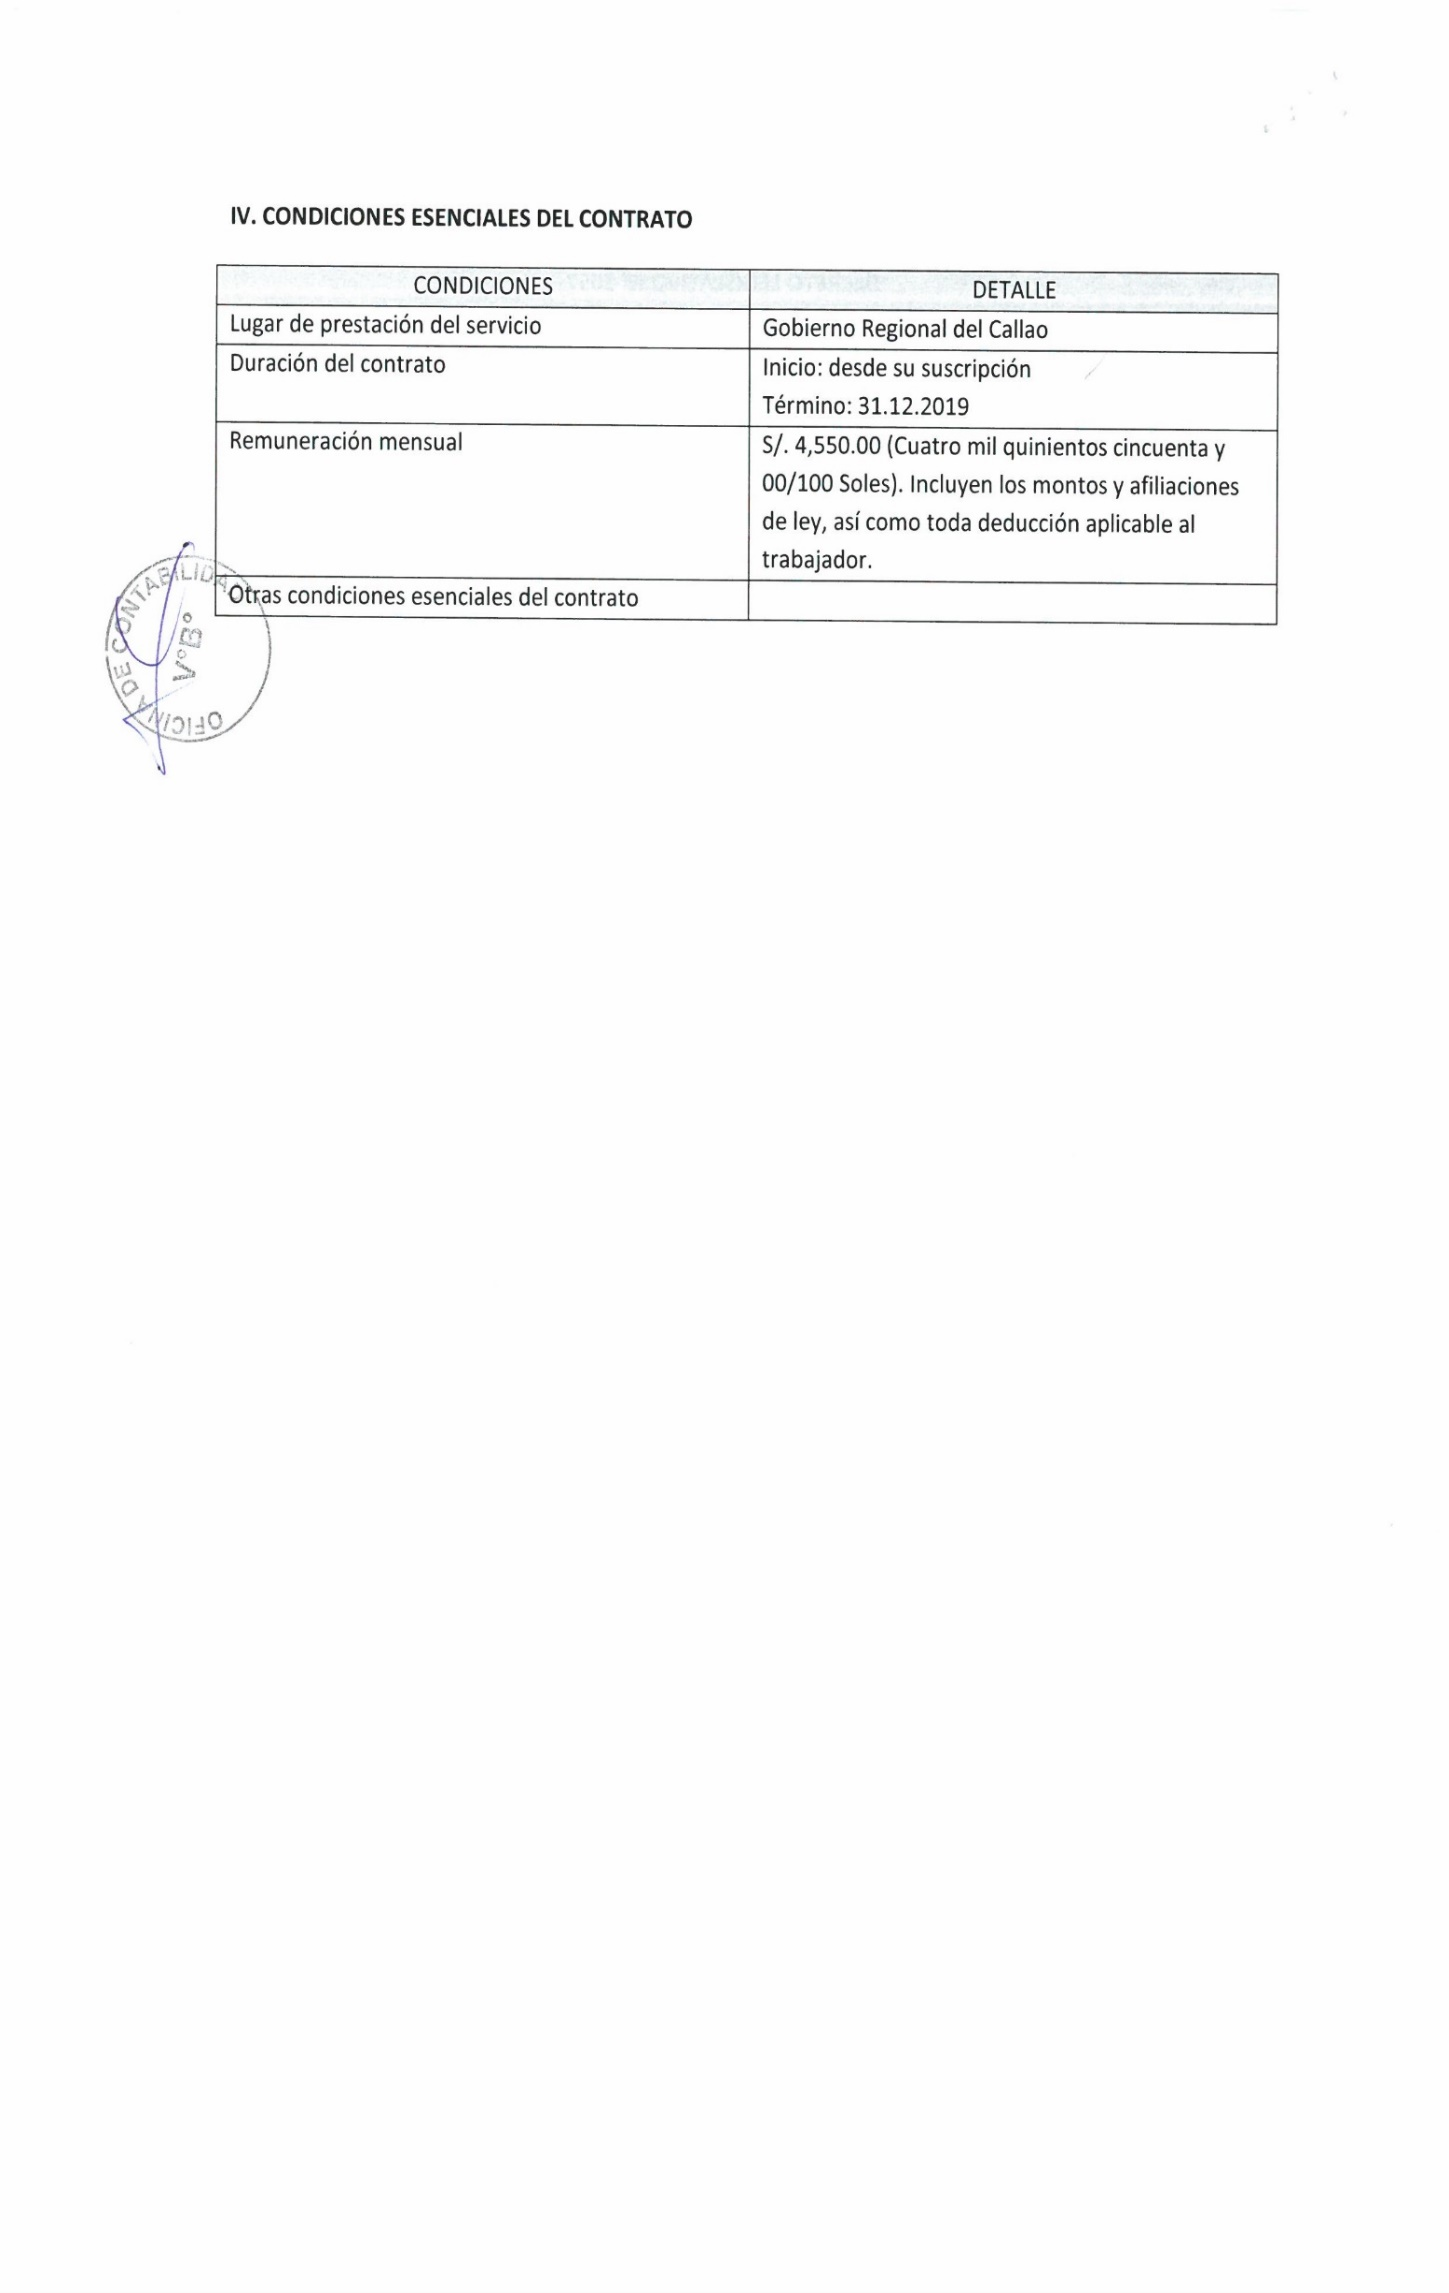 IV. CONDICIONES ESENCIALES DEL CONTRATO
CONDICIONES DETALLE
Lugar de prestación del servicio Gobierno Regional del Callao
Duración del contrato Inicio: desde su suscripción
Término: 31.12.2019
Remuneración mensual S/. 4,550.00 (Cuatro mil quinientos cincuenta y
00/100 Soles). Incluyen los montos y afiliaciones
de ley, así como toda deducción aplicable al
trabajador.
Otras condiciones esenciales del contrato
OFICINA DE CONTABILIDAD
V°B°